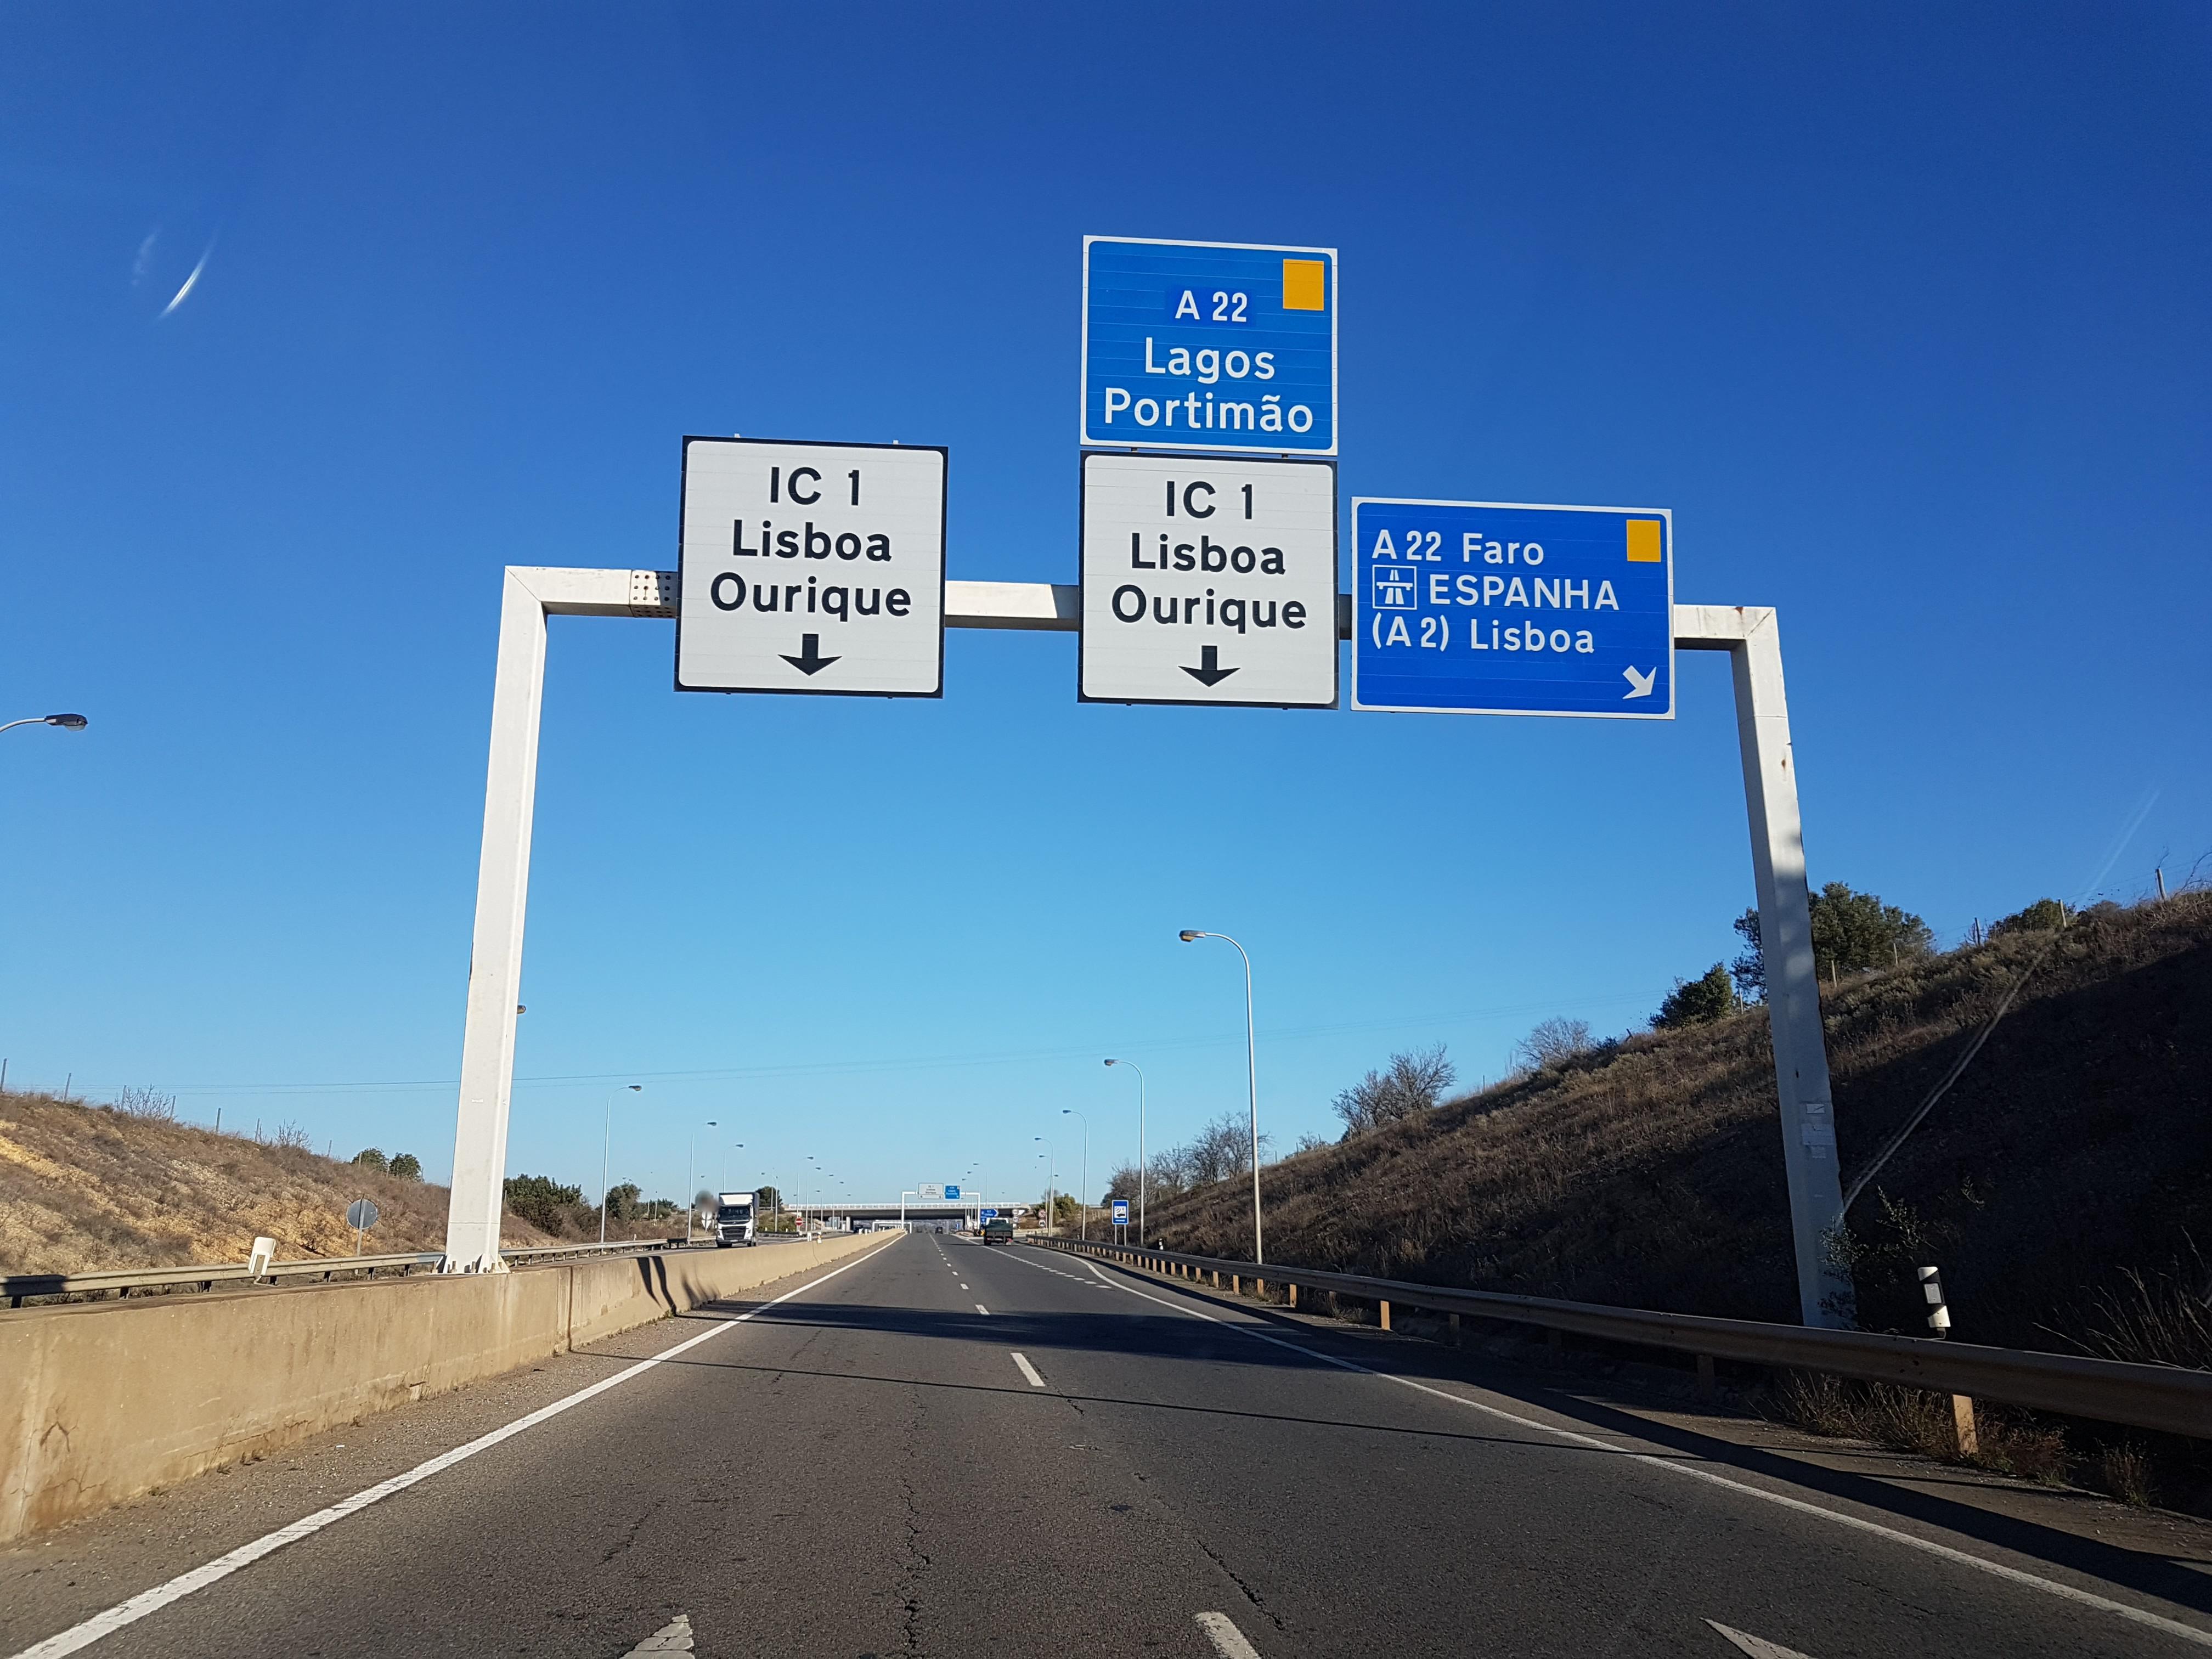 IC 1
Lisboa
Ourique
A 22
Lagos
Portimão
IC 1
Lisboa
Ourique
A 22 Faro
ESPANHA
(A 2) Lisboa